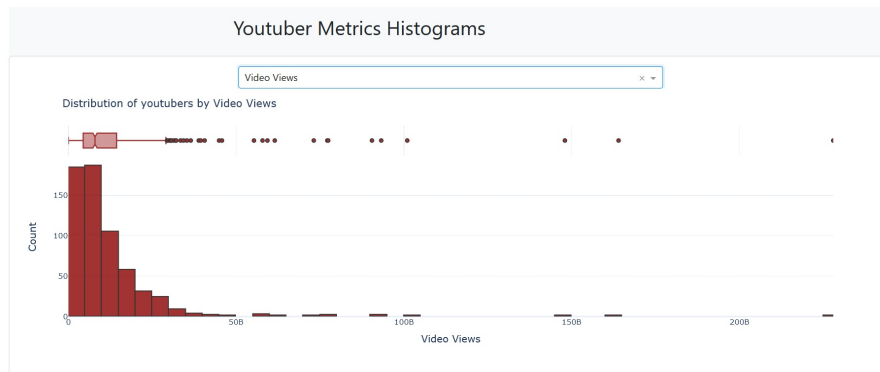 Youtuber Metrics Histograms
Video Views
Distribution of youtubers by Video Views
150
100
50
0
Count
0 50B 100B 150B 200B
Video Views